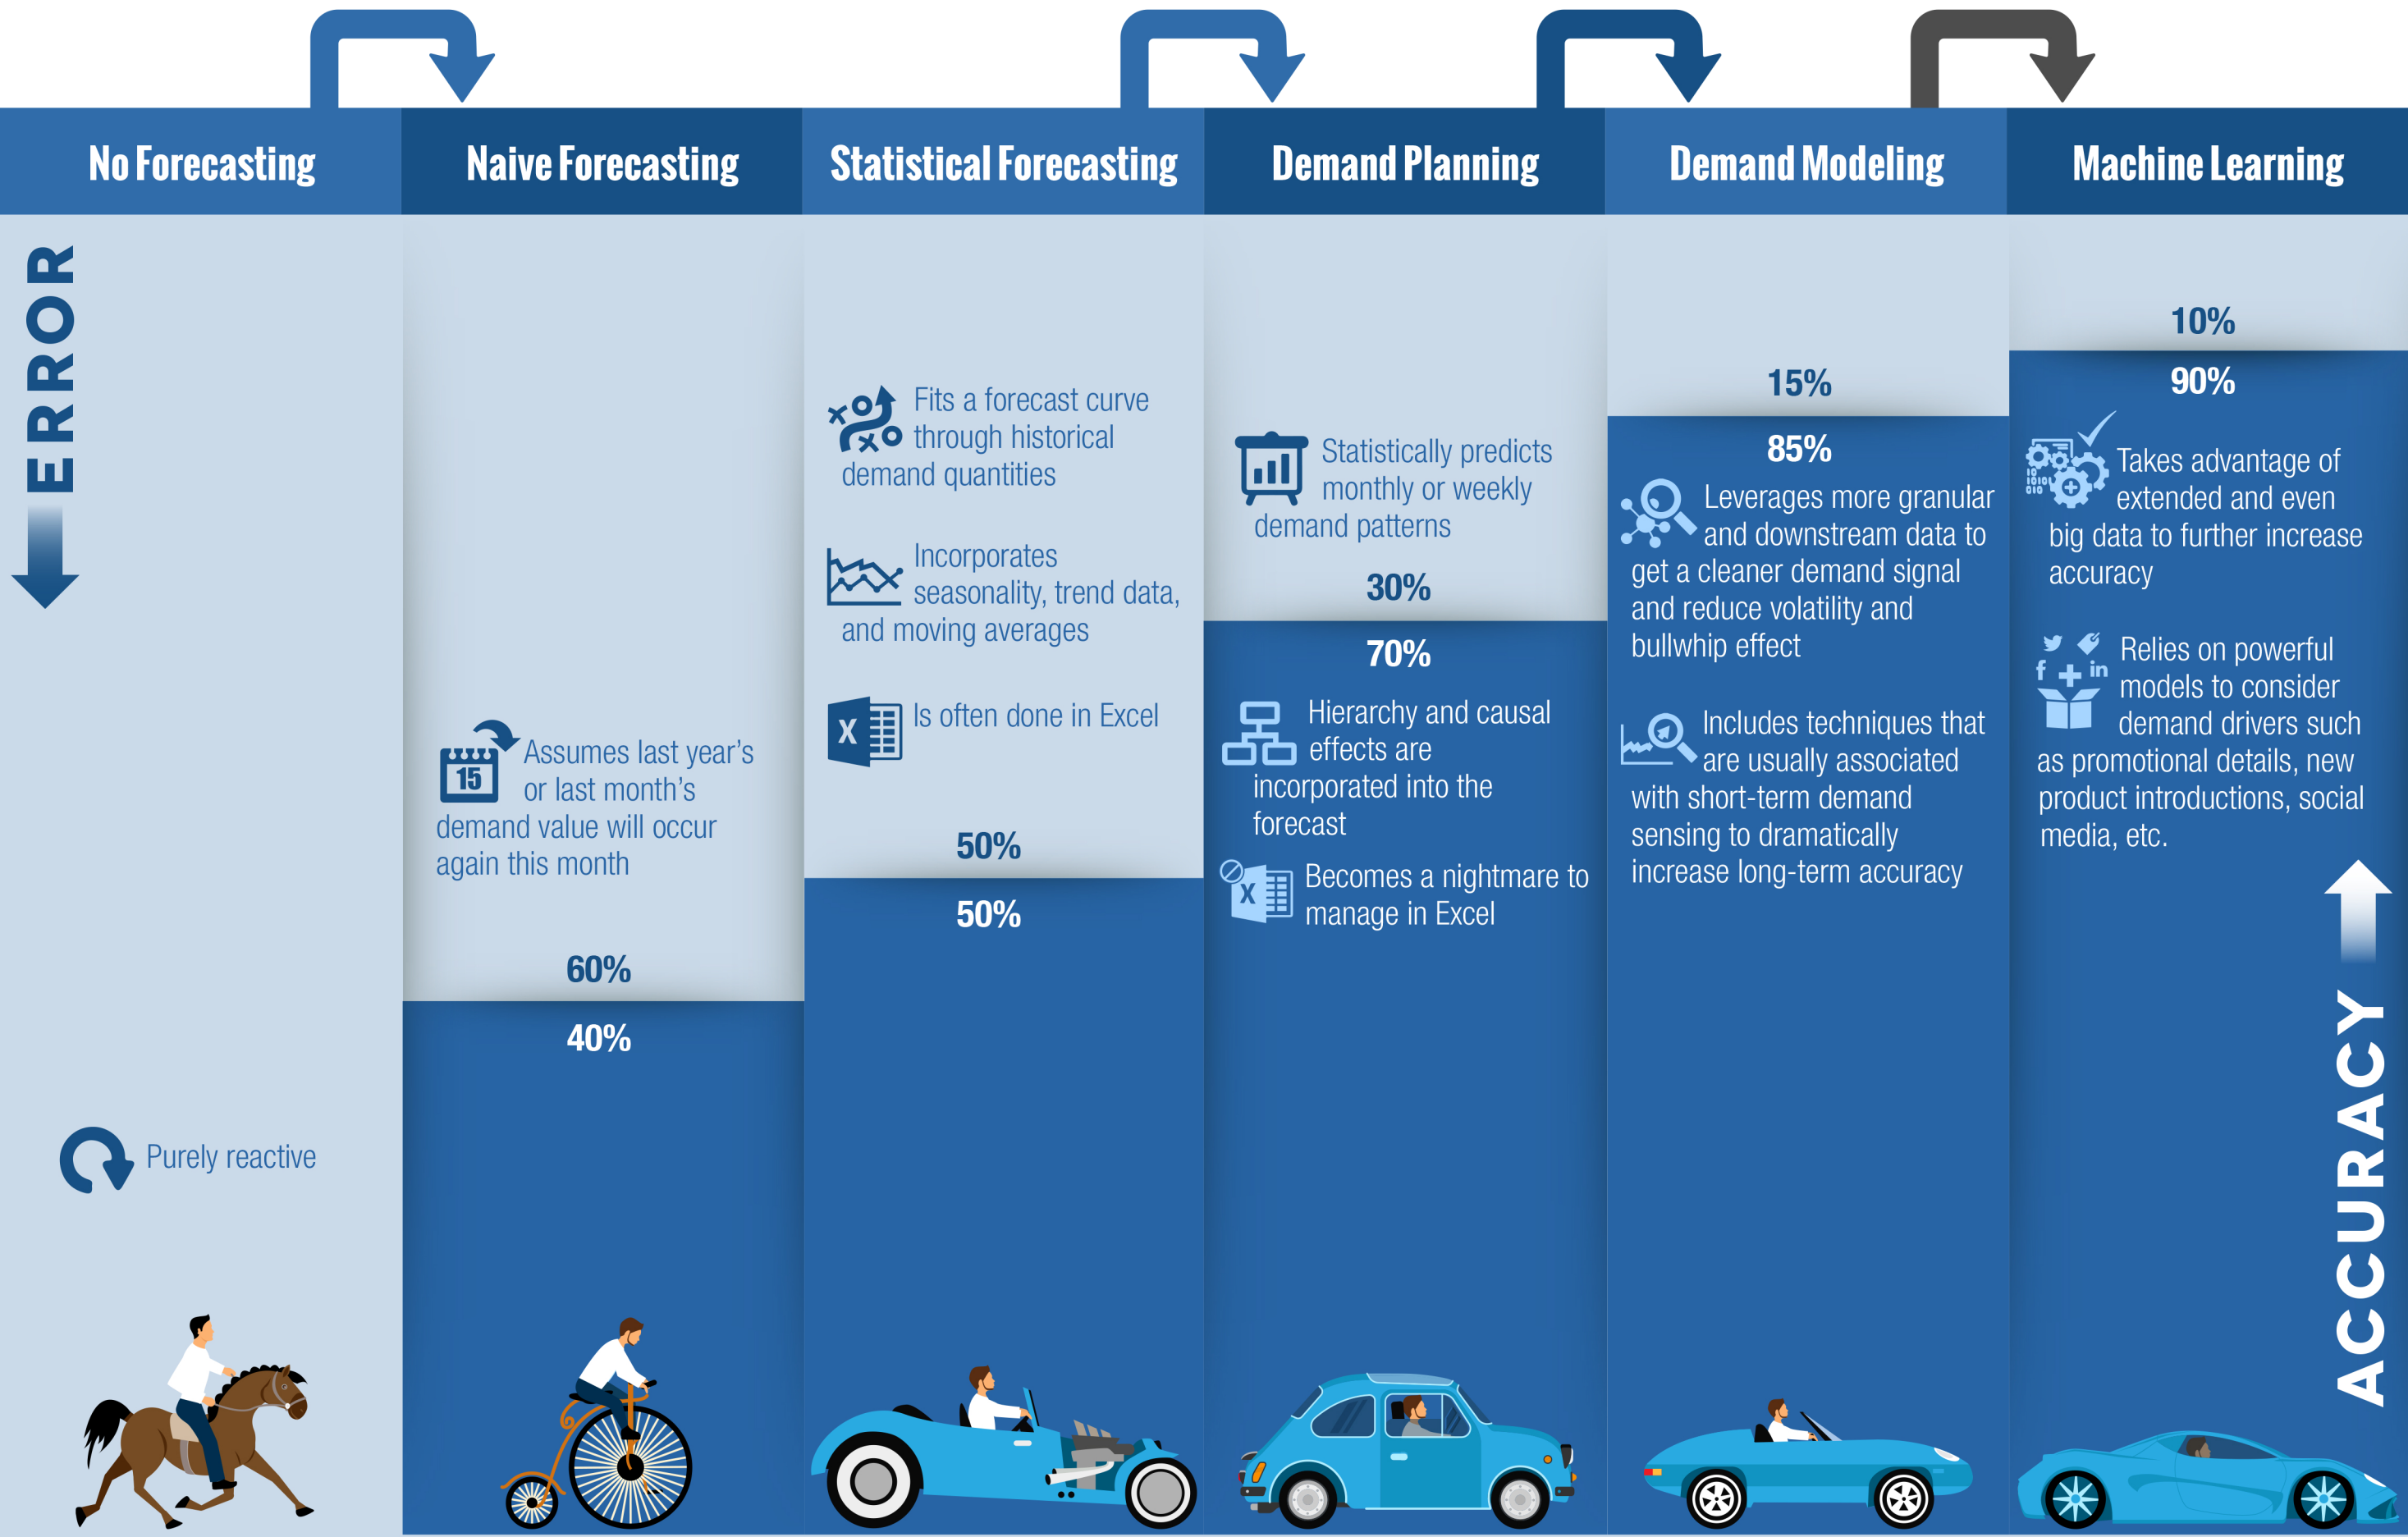 No Forecasting
Naive Forecasting
Statistical Forecasting
Demand Planning
Demand Modeling
Machine Learning
ERROR
Purely reactive
15
Assumes last year's
or last month's
demand value will occur
again this month
60%
40%
Fits a forecast curve
through historical
demand quantities
Incorporates
seasonality, trend data,
and moving averages
X
Is often done in Excel
50%
50%
Statistically predicts
monthly or weekly
demand patterns
30%
70%
Hierarchy and causal
effects are
incorporated into the
forecast
X
Becomes a nightmare to
manage in Excel
15%
85%
Leverages more granular
and downstream data to
get a cleaner demand signal
and reduce volatility and
bullwhip effect
Includes techniques that
are usually associated
with short-term demand
sensing to dramatically
increase long-term accuracy
10%
90%
10
10101
010
Takes advantage of
extended and even
big data to further increase
accuracy
f
in
Relies on powerful
models to consider
demand drivers such
as promotional details, new
product introductions, social
media, etc.
ACCURACY